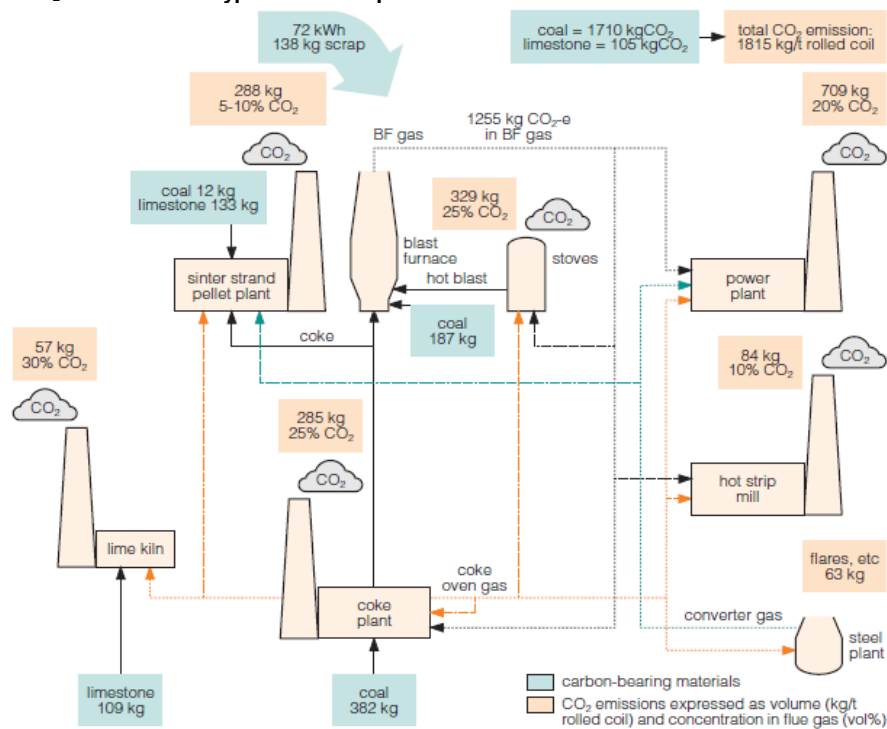 72 kWh
138 kg scrap
coal = 1710 kgCO₂
limestone = 105 kgCO₂
total CO₂ emission:
1815 kg/t rolled coil
288 kg
5-10% CO₂
CO₂
BF gas
1255 kg CO₂-e
in BF gas
709 kg
20% CO₂
CO₂
coal 12 kg
limestone 133 kg
329 kg
25% CO₂
CO₂
blast
furnace
stoves
hot blast
sinter strand
pellet plant
power
plant
coke
coal
187 kg
57 kg
30% CO₂
CO₂
84 kg
10% CO₂
CO₂
285 kg
25% CO₂
CO₂
hot strip
mill
lime kiln
flares, etc
63 kg
coke
oven gas
coke
plant
converter gas
steel
plant
limestone
109 kg
coal
382 kg
carbon-bearing materials
CO₂ emissions expressed as volume (kg/t
rolled coil) and concentration in flue gas (vol%)